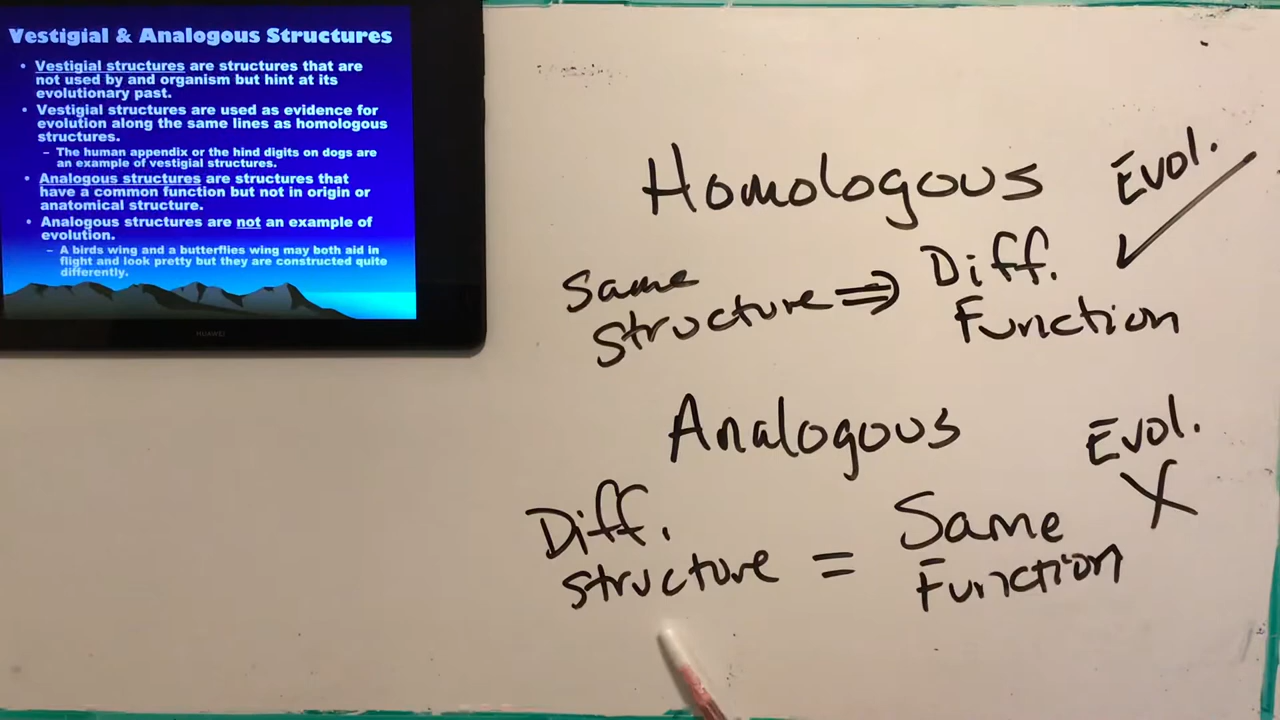 Vestigial & Analogous Structures
• Vestigial structures are structures that are
not used by and organism but hint at its
evolutionary past.
• Vestigial structures are used as evidence for
evolution along the same lines as homologous
structures.
– The human appendix or the hind digits on dogs are
an example of vestigial structures.
• Analogous structures are structures that
have a common function but not in origin or
anatomical structure.
• Analogous structures are not an example of
evolution.
– A birds wing and a butterflies wing may both aid in
flight and look pretty but they are constructed quite
differently.
HUAWEI
Homologous Evol. ✓
Same
Structure ⇒ Diff.
Function
Analogous Evol.
X
Diff.
Structure = Same
Function